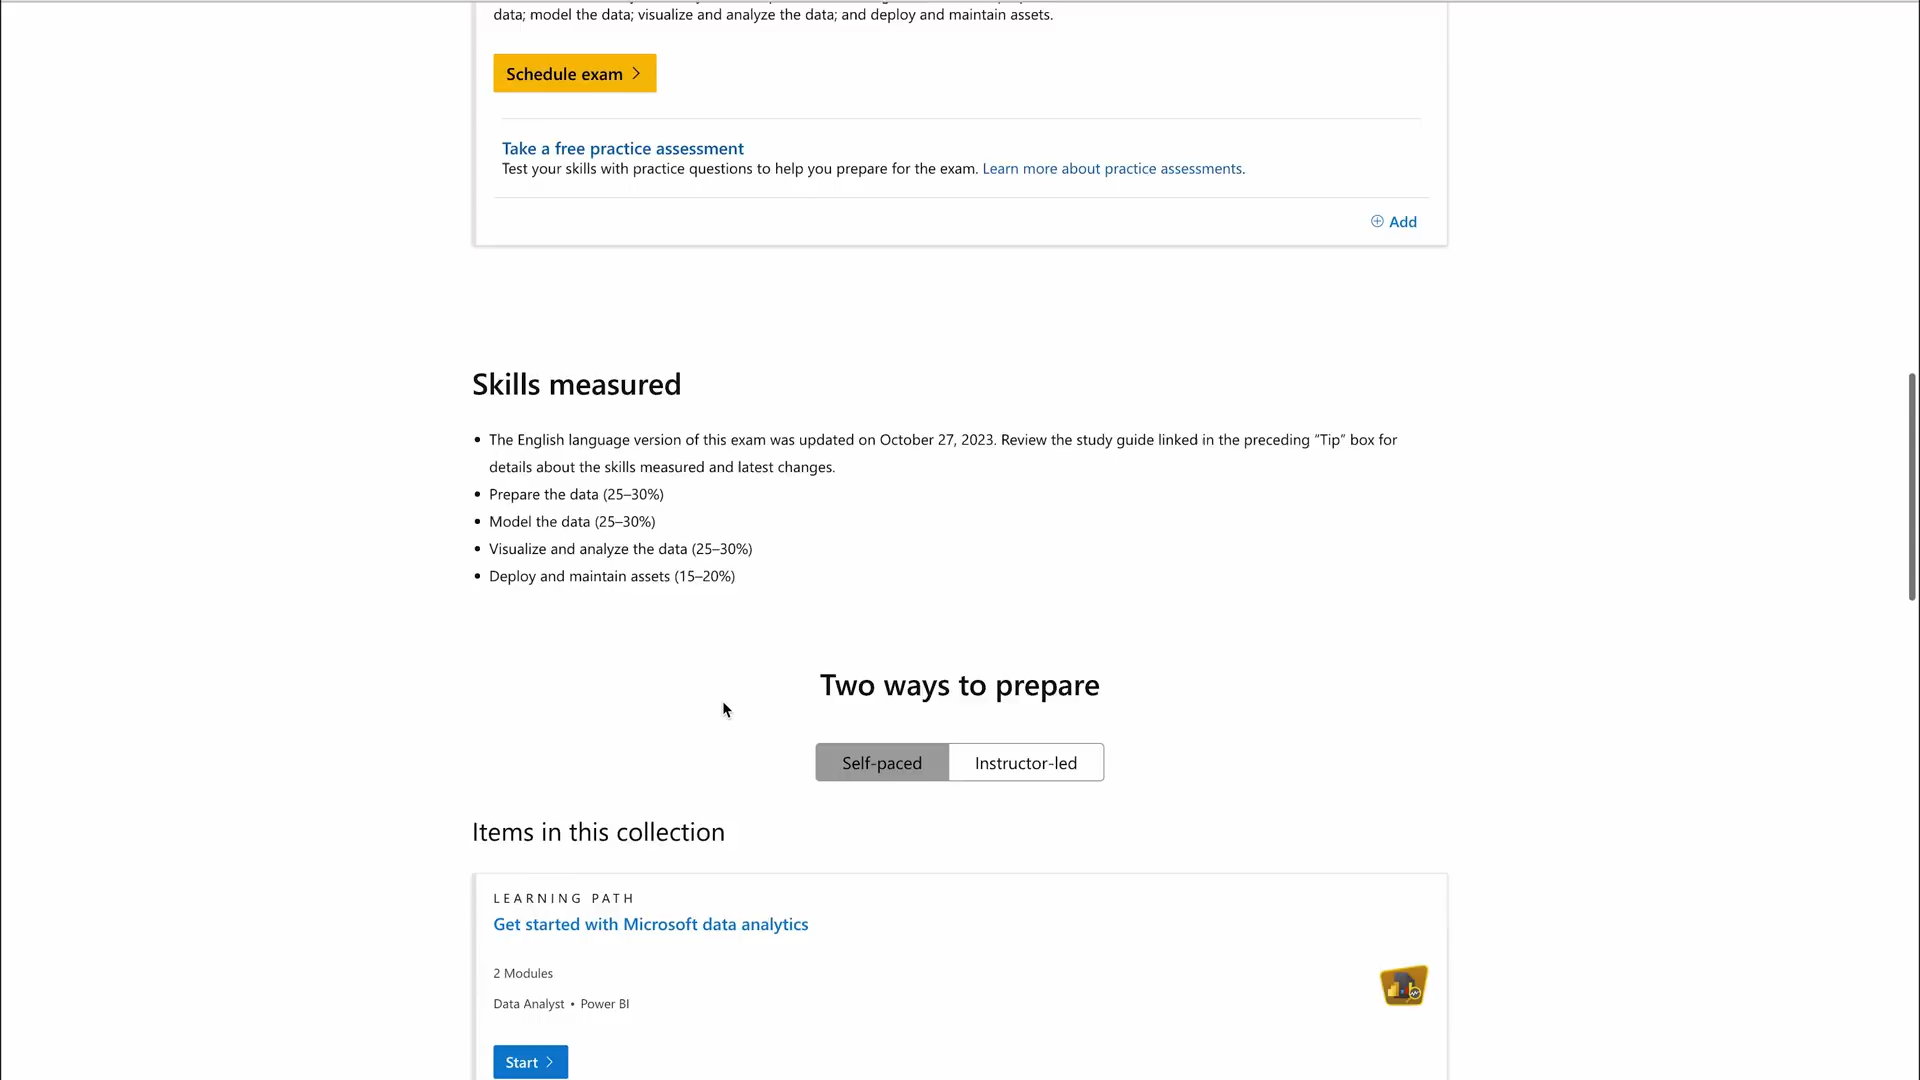 data; model the data; visualize and analyze the data; and deploy and maintain assets.
Schedule exam
Take a free practice assessment
Test your skills with practice questions to help you prepare for the exam. Learn more about practice assessments.
Add
Skills measured
• The English language version of this exam was updated on October 27, 2023. Review the study guide linked in the preceding “Tip” box for
details about the skills measured and latest changes.
• Prepare the data (25–30%)
• Model the data (25–30%)
• Visualize and analyze the data (25–30%)
• Deploy and maintain assets (15–20%)
Two ways to prepare
Self-paced Instructor-led
Items in this collection
LEARNING PATH
Get started with Microsoft data analytics
2 Modules
Data Analyst • Power BI
Start